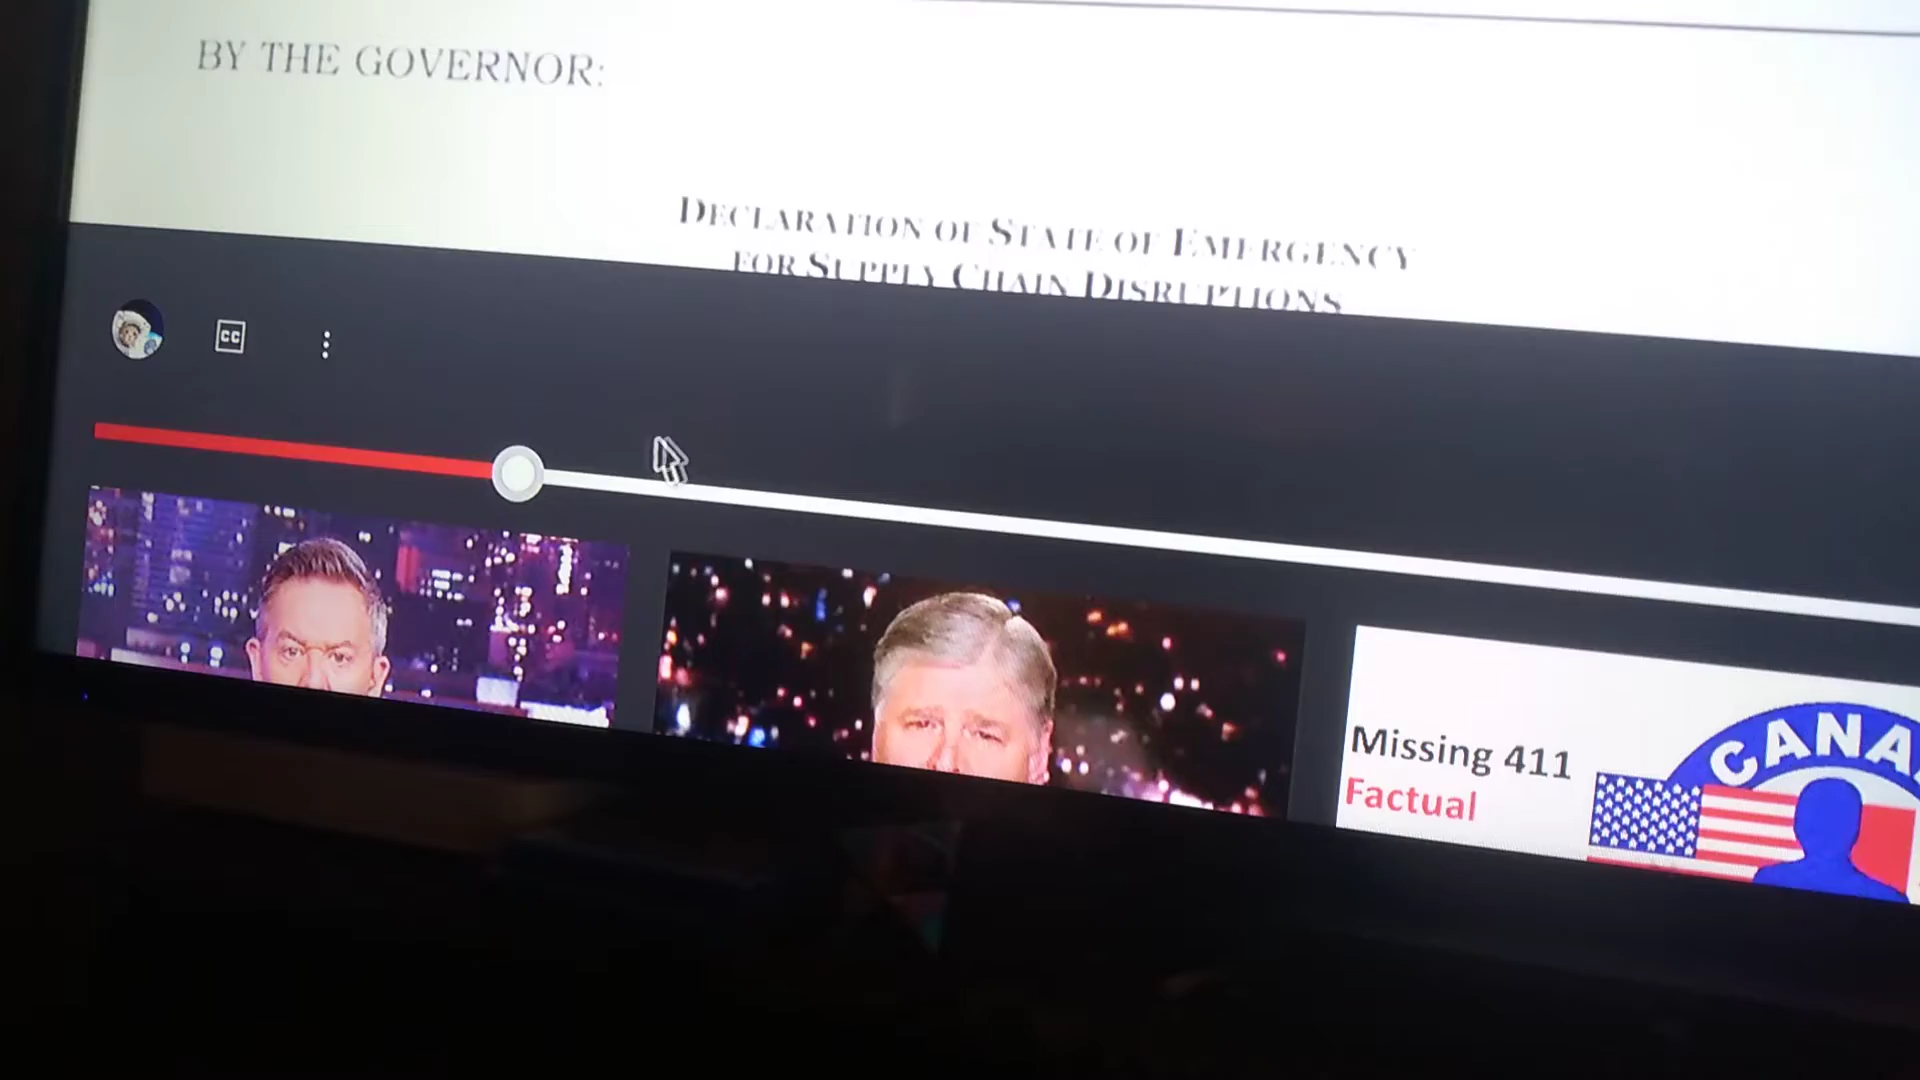 BY THE GOVERNOR:
DECLARATION OF STATE OF EMERGENCY
FOR SUPPLY CHAIN DISRUPTIONS
CC
Missing 411
Factual
CANA